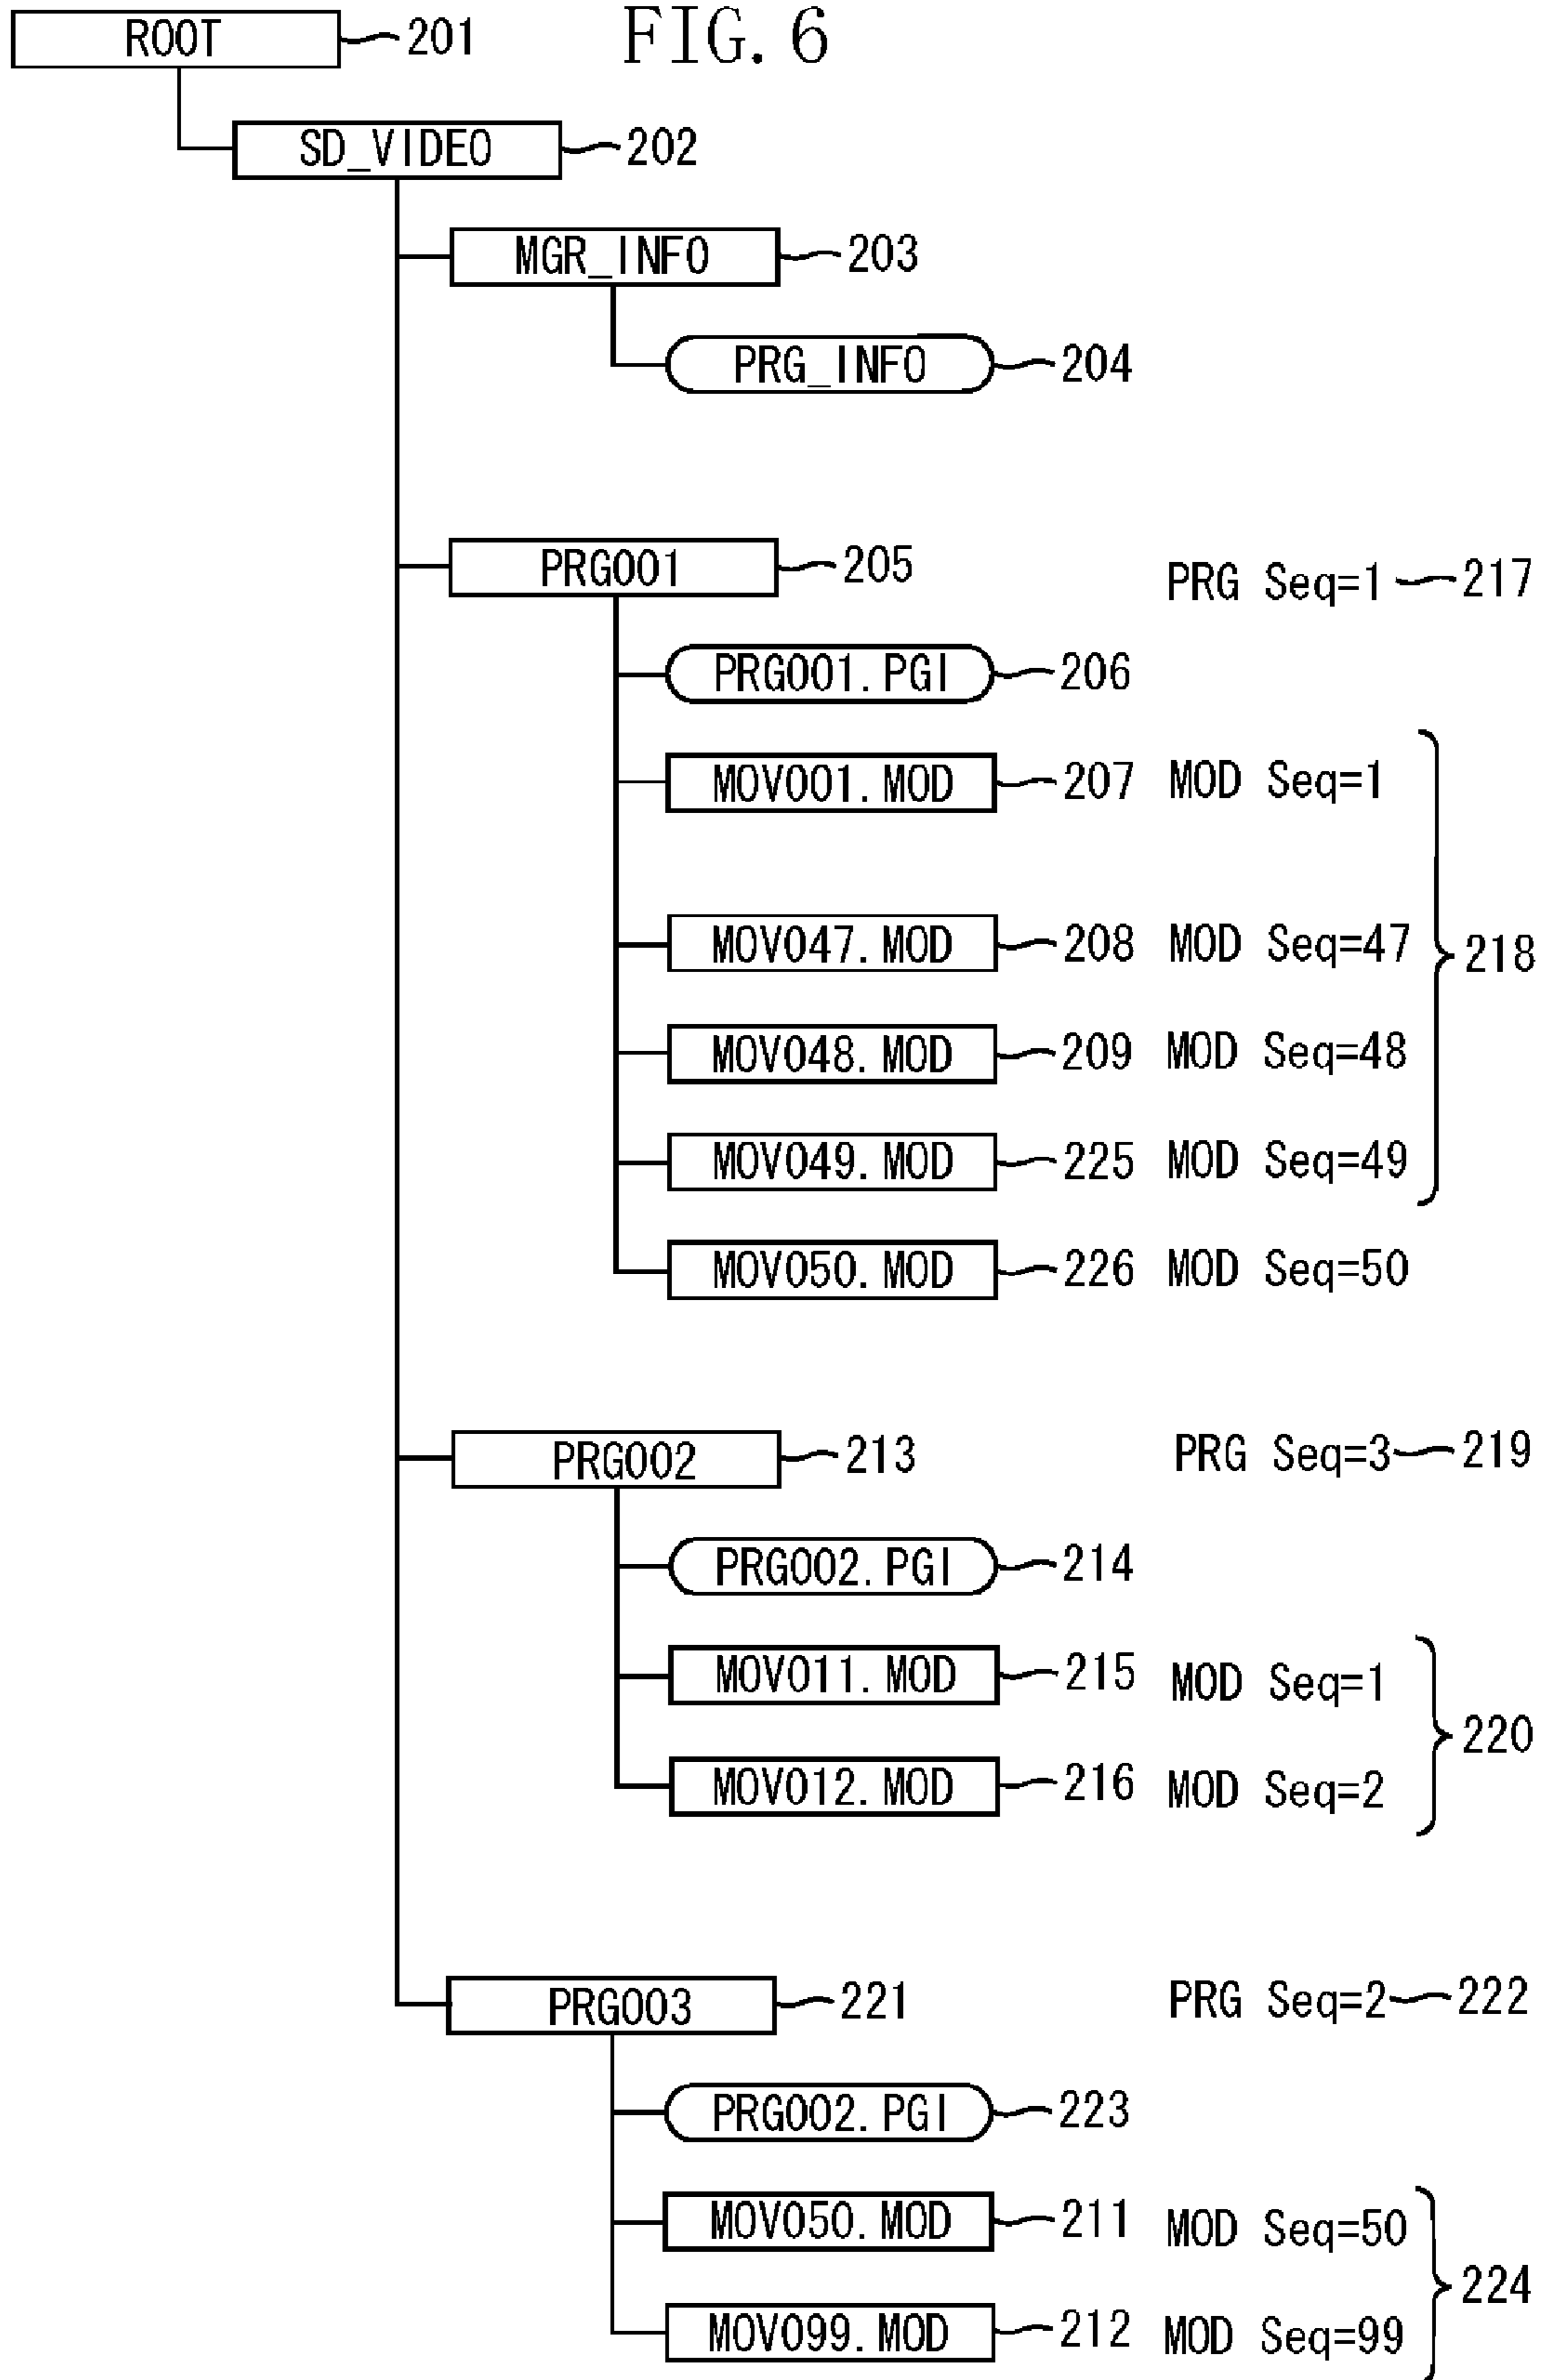 FIG. 6
ROOT 201
SD_VIDEO 202
MGR_INFO 203
PRG_INFO 204
PRG001 205 PRG Seq=1 217
PRG001.PGI 206
MOV001.MOD 207 MOD Seq=1
MOV047.MOD 208 MOD Seq=47
218
MOV048.MOD 209 MOD Seq=48
MOV049.MOD 225 MOD Seq=49
MOV050.MOD 226 MOD Seq=50
PRG002 213 PRG Seq=3 219
PRG002.PGI 214
MOV011.MOD 215 MOD Seq=1
220
MOV012.MOD 216 MOD Seq=2
PRG003 221 PRG Seq=2 222
PRG002.PGI 223
MOV050.MOD 211 MOD Seq=50
224
MOV099.MOD 212 MOD Seq=99